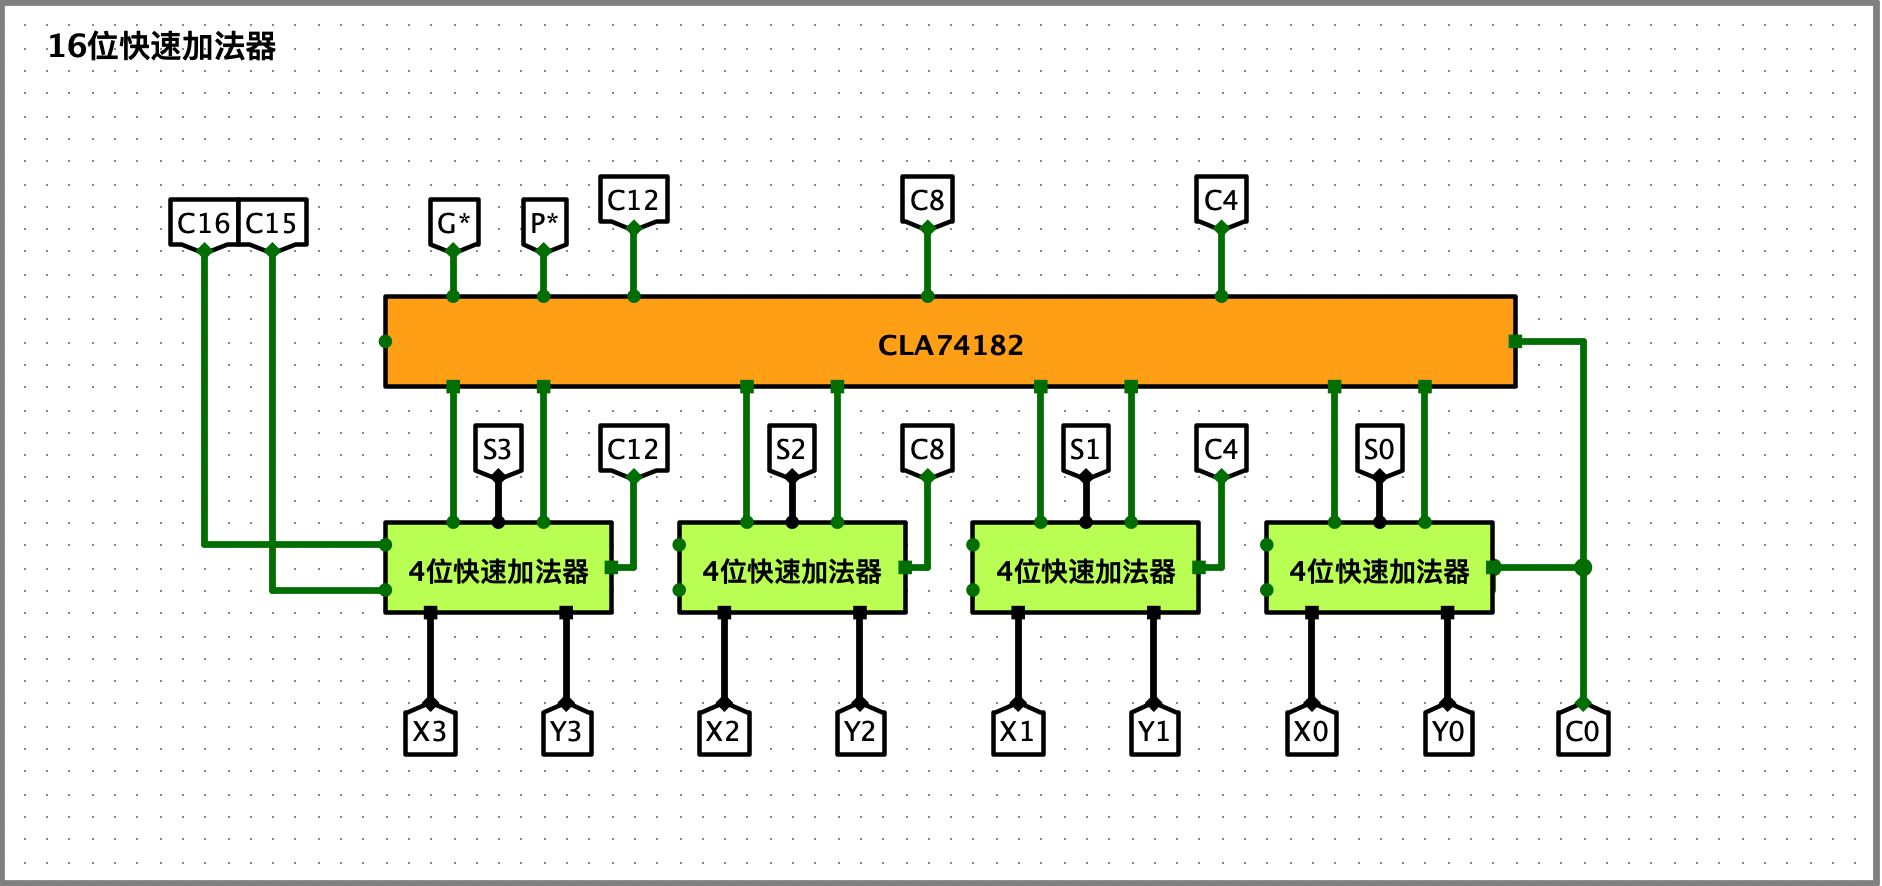 16位快速加法器
C16 C15 G* P* C12 C8 C4
CLA74182
S3 C12 S2 C8 S1 C4 S0
4位快速加法器 4位快速加法器 4位快速加法器 4位快速加法器
X3 Y3 X2 Y2 X1 Y1 X0 Y0 C0